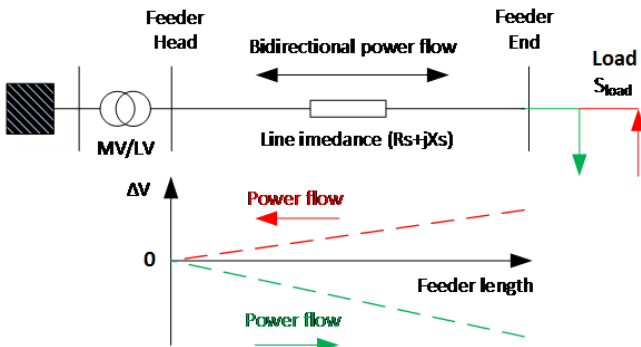 Feeder
Head
Feeder
End
Bidirectional power flow
Load
Sload
MV/LV
Line imedance (Rs+jXs)
ΔV
Power flow
0
Feeder length
Power flow